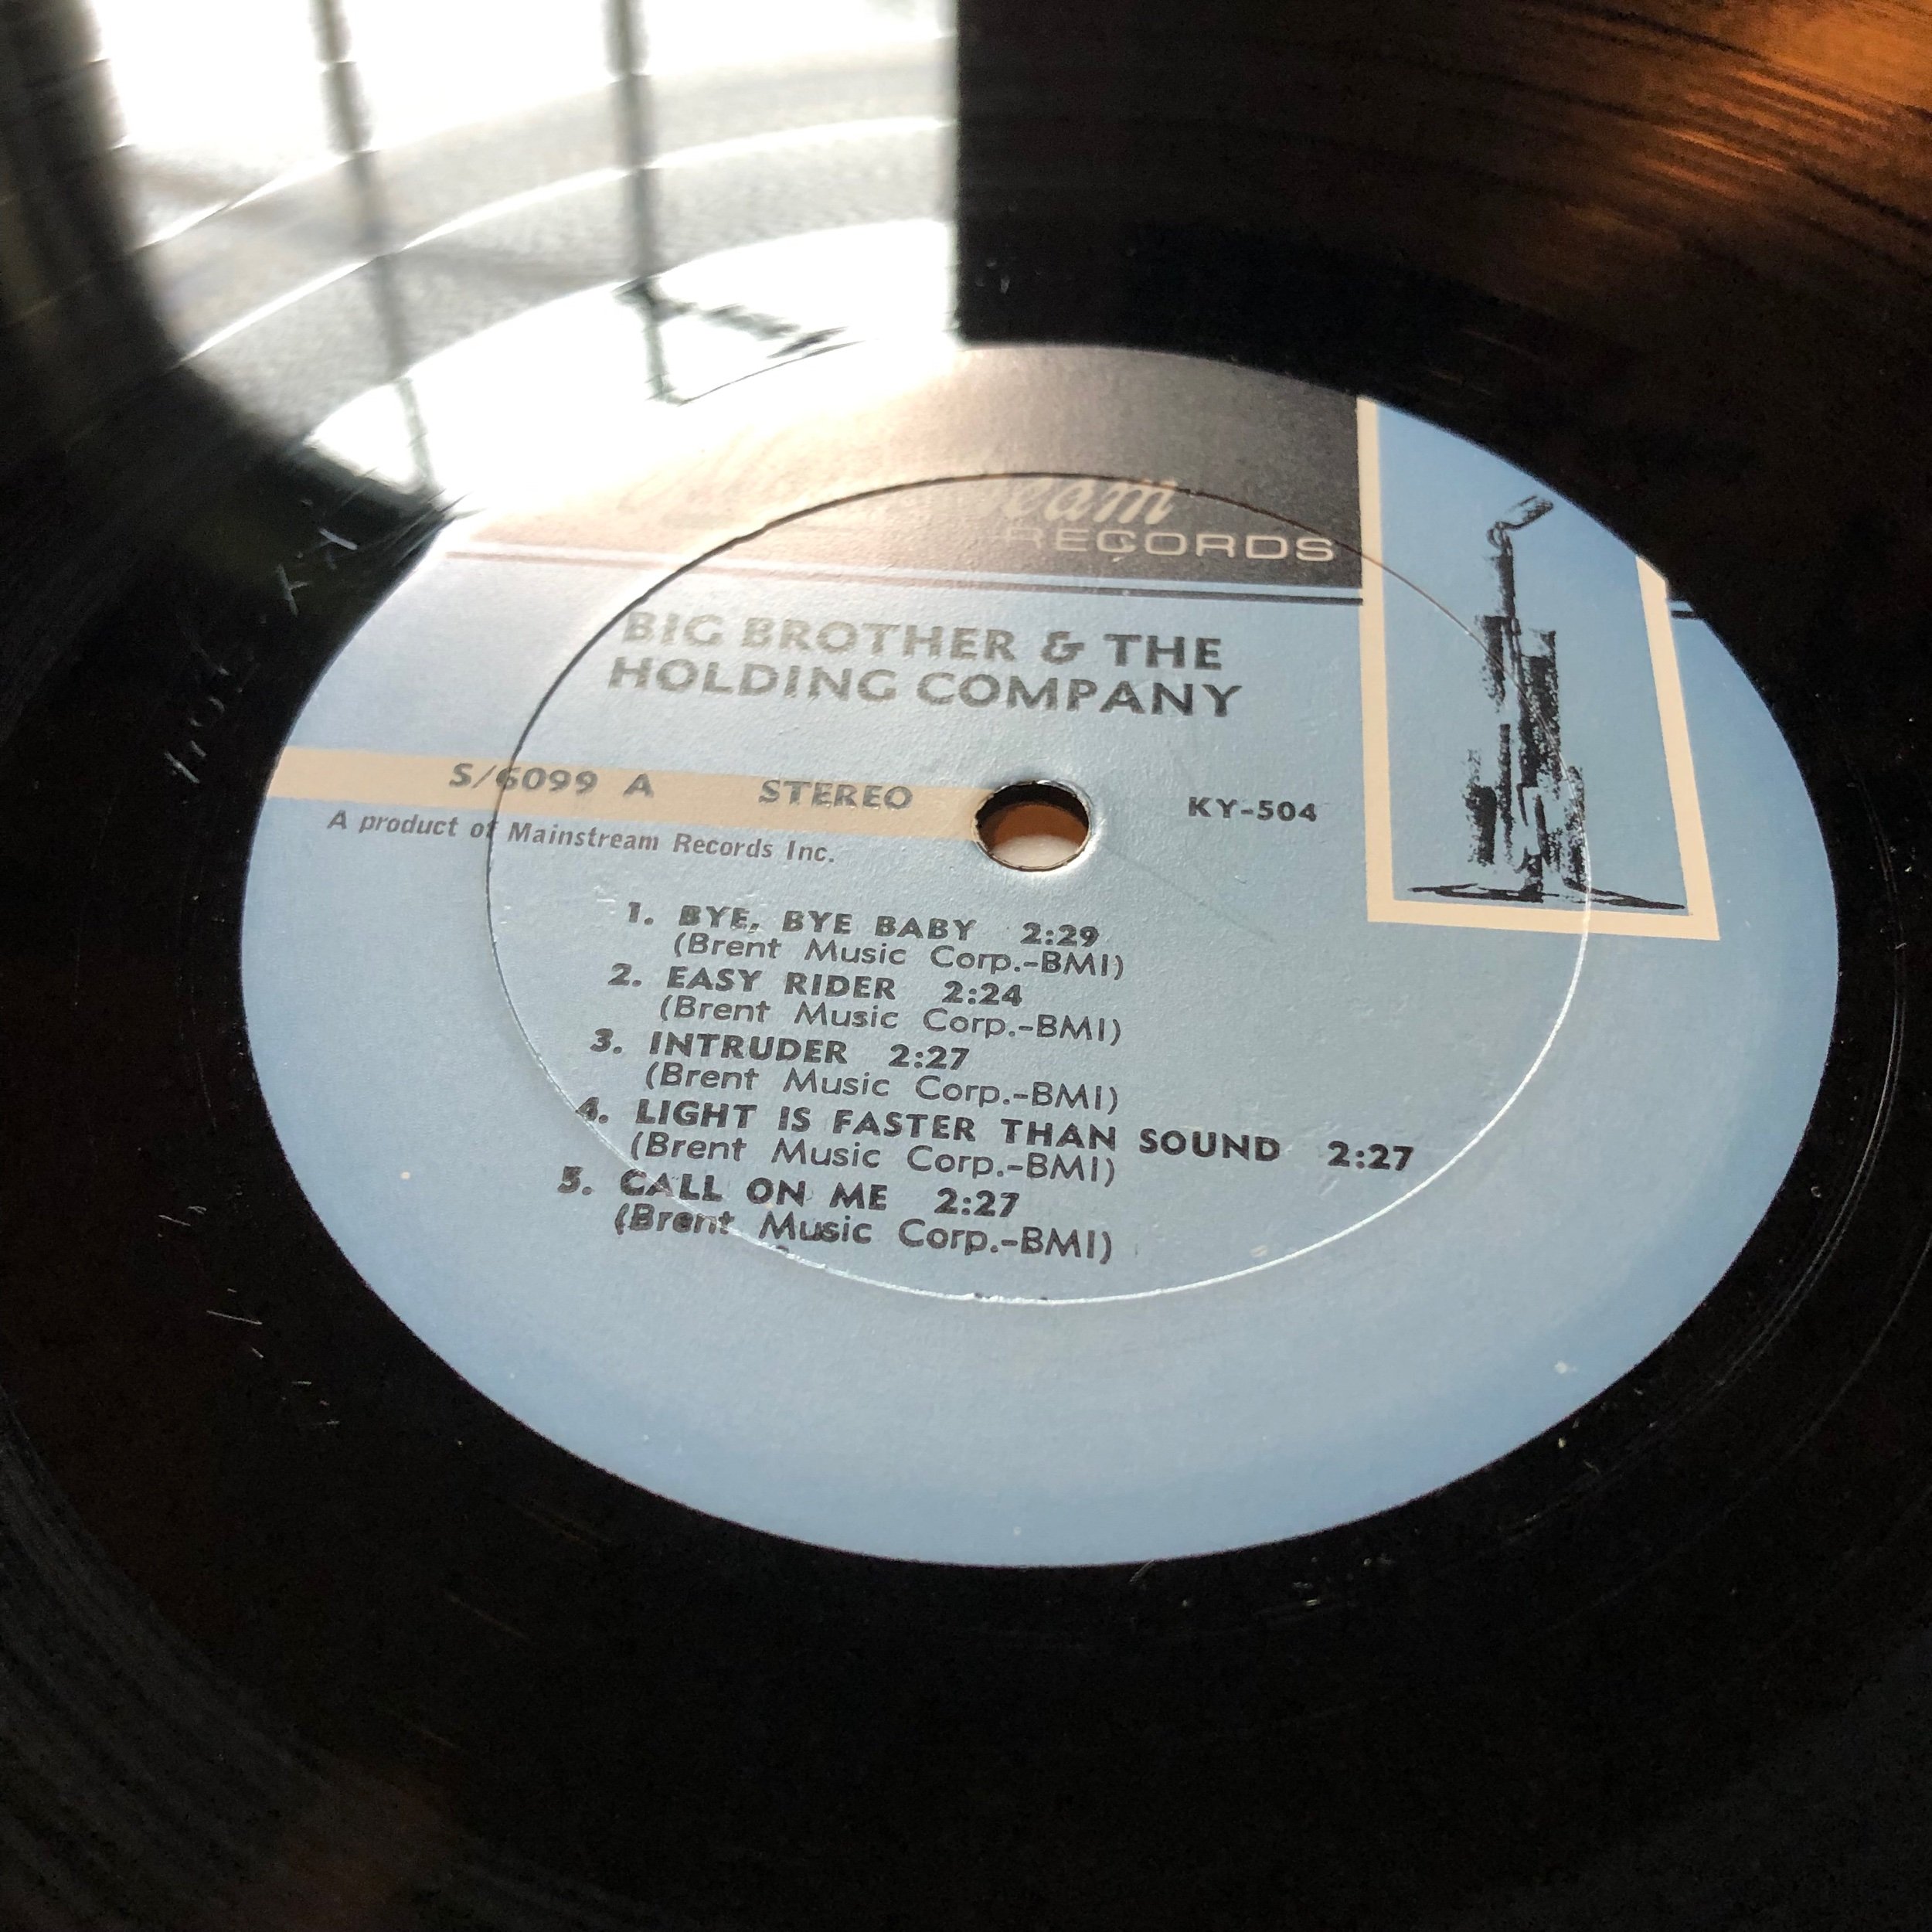 RECORDS
BIG BROTHER & THE
HOLDING COMPANY
S/6099 A STEREO KY-504
A product of Mainstream Records Inc.
1. BYE, BYE BABY 2:29
(Brent Music Corp.-BMI)
2. EASY RIDER 2:24
(Brent Music Corp.-BMI)
3. INTRUDER 2:27
(Brent Music Corp.-BMI)
4. LIGHT IS FASTER THAN SOUND 2:27
(Brent Music Corp.-BMI)
5. CALL ON ME 2:27
(Brent Music Corp.-BMI)